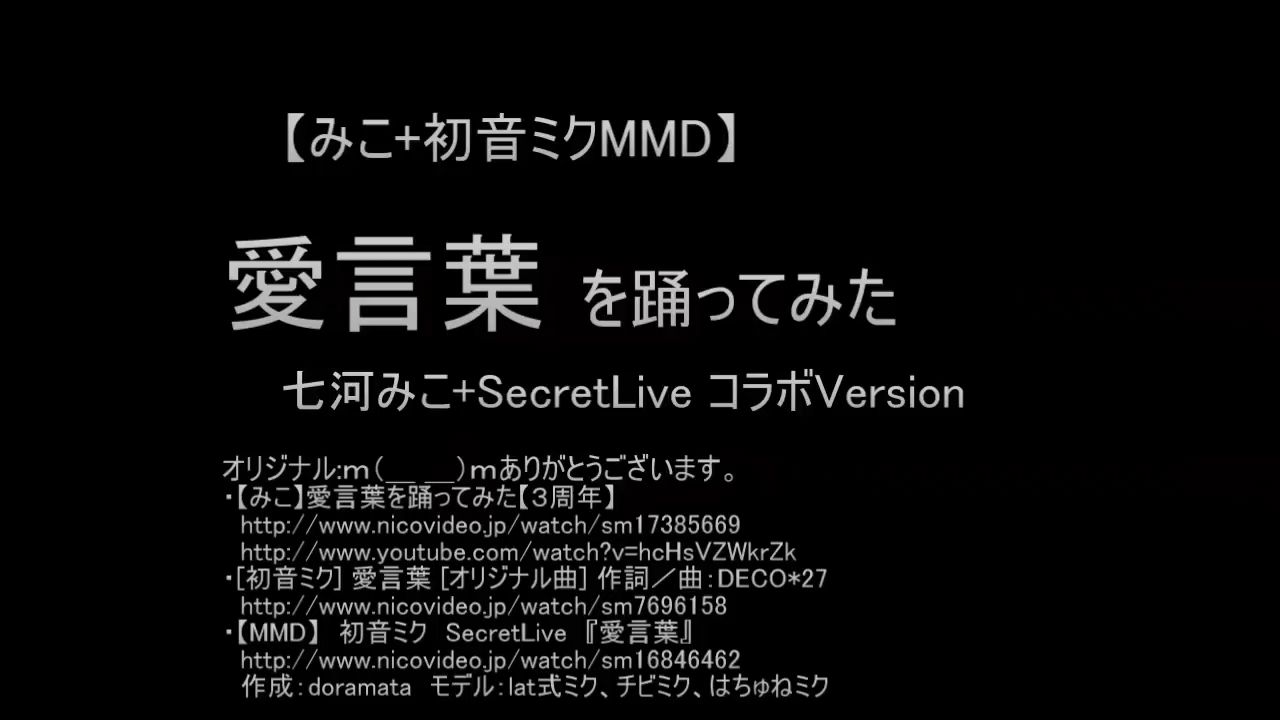 【みこ+初音ミクMMD】
愛言葉 を踊ってみた
七河みこ+SecretLive コラボVersion
オリジナル:ｍ（＿ ＿）ｍありがとうございます。
・【みこ】愛言葉を踊ってみた【３周年】
http://www.nicovideo.jp/watch/sm17385669
http://www.youtube.com/watch?v=hcHsVZWkrZk
・[初音ミク] 愛言葉 [オリジナル曲] 作詞／曲：DECO*27
http://www.nicovideo.jp/watch/sm7696158
・【MMD】 初音ミク SecretLive 『愛言葉』
http://www.nicovideo.jp/watch/sm16846462
作成：doramata モデル：lat式ミク、チビミク、はちゅねミク